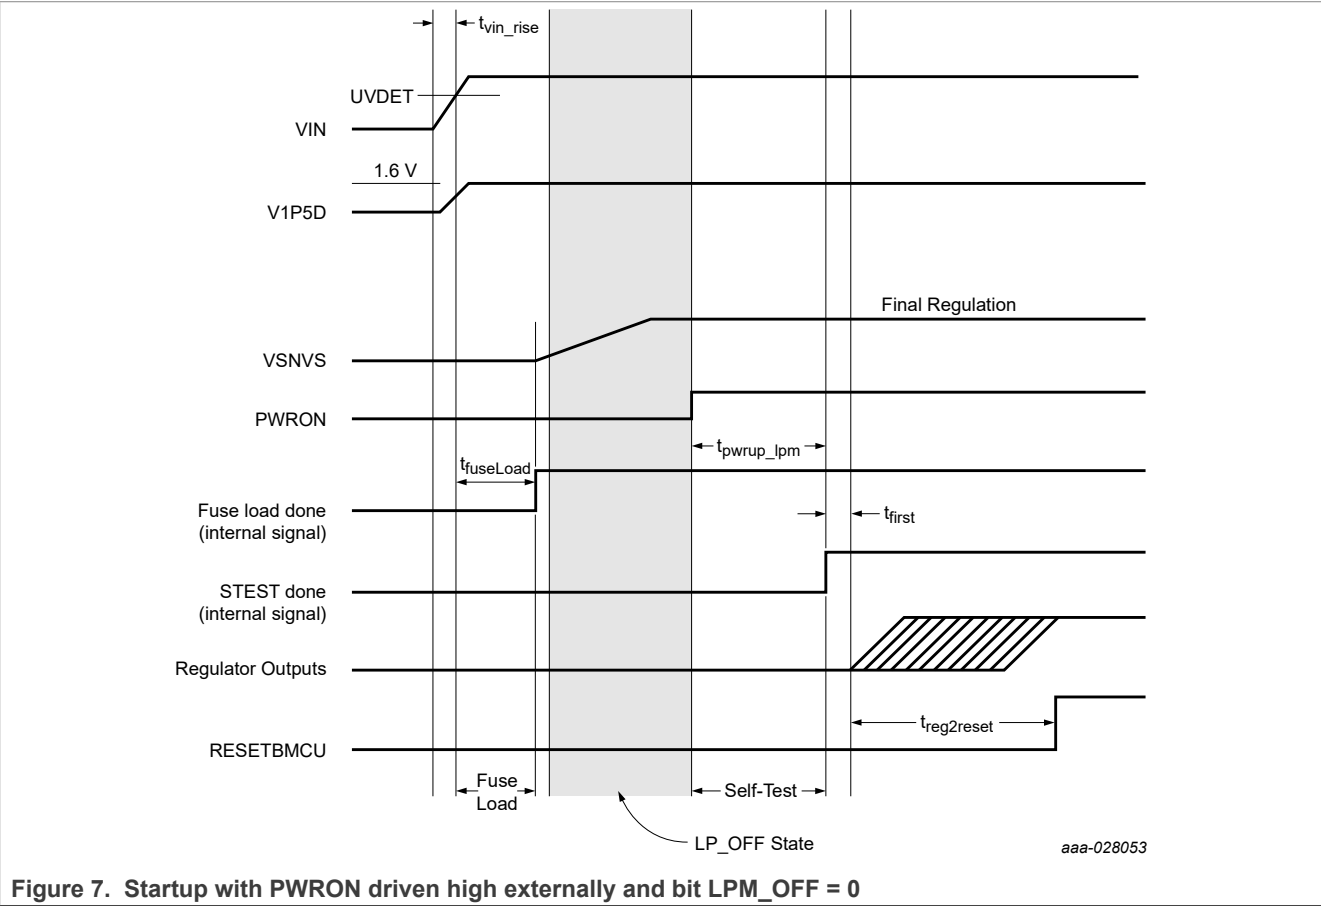 tvin_rise
UVDET
VIN
1.6 V
V1P5D
Final Regulation
VSNVS
PWRON
tpwrup_lpm
tfuseLoad
Fuse load done
(internal signal)
tfirst
STEST done
(internal signal)
Regulator Outputs
treg2reset
RESETBMCU
Fuse
Load
Self-Test
LP_OFF State
aaa-028053
Figure 7. Startup with PWRON driven high externally and bit LPM_OFF = 0